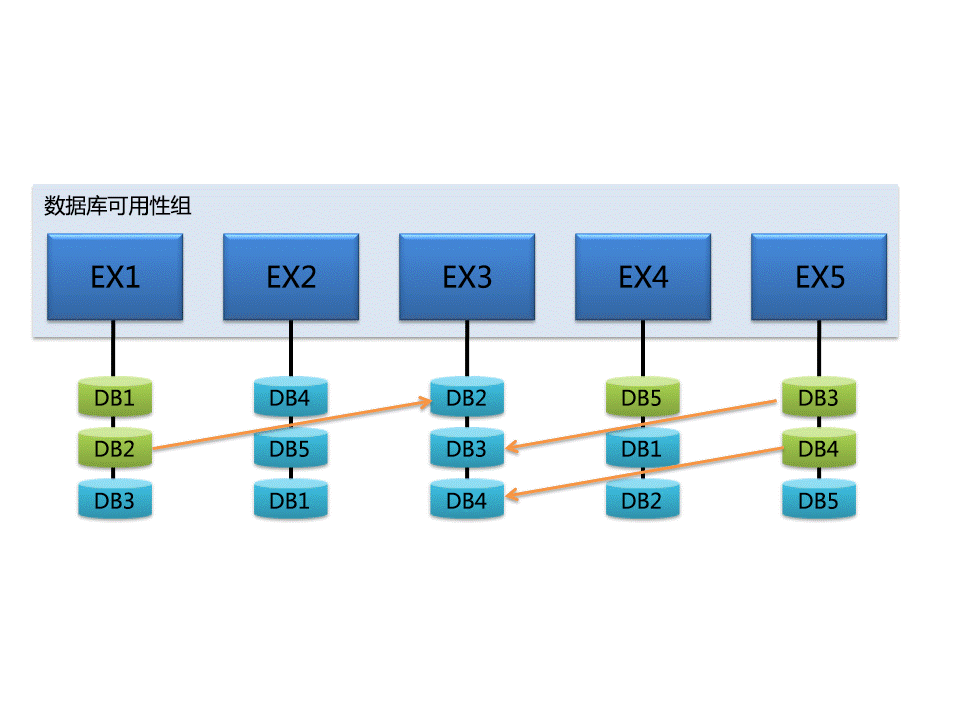 数据库可用性组
EX1 EX2 EX3 EX4 EX5
DB1 DB4 DB2 DB5 DB3
DB2 DB5 DB3 DB1 DB4
DB3 DB1 DB4 DB2 DB5